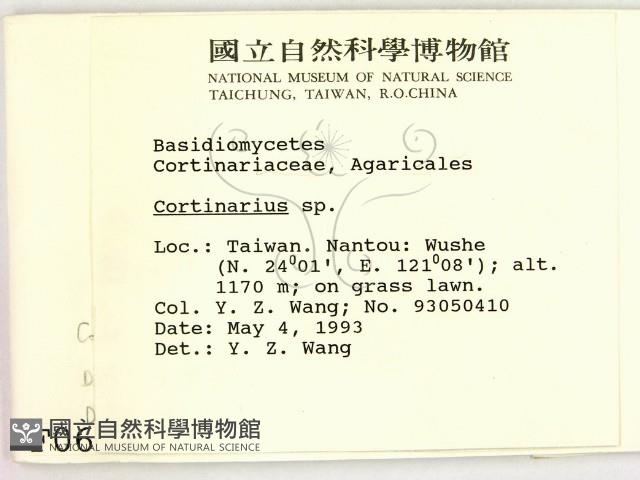 國立自然科學博物館
NATIONAL MUSEUM OF NATURAL SCIENCE
TAICHUNG, TAIWAN, R.O.CHINA
Basidiomycetes
Cortinariaceae, Agaricales
Cortinarius sp.
Loc.: Taiwan. Nantou: Wushe
(N. 24⁰01', E. 121⁰08'); alt.
1170 m; on grass lawn.
Col. Y. Z. Wang; No. 93050410
Date: May 4, 1993
Det.: Y. Z. Wang
C
D
D
F06
國立自然科學博物館
NATIONAL MUSEUM OF NATURAL SCIENCE